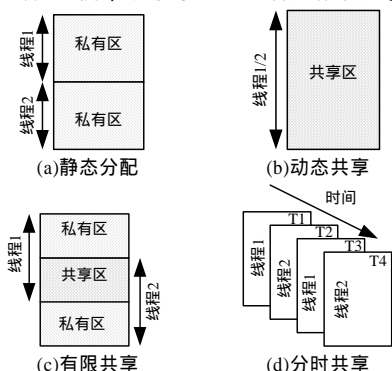 线程1
私有区
线程2
私有区
(a)静态分配
线程1/2
共享区
(b)动态共享
线程1
私有区
共享区
线程2
私有区
(c)有限共享
时间
T1
T2
T3
T4
线程1
线程2
线程1
线程2
(d)分时共享